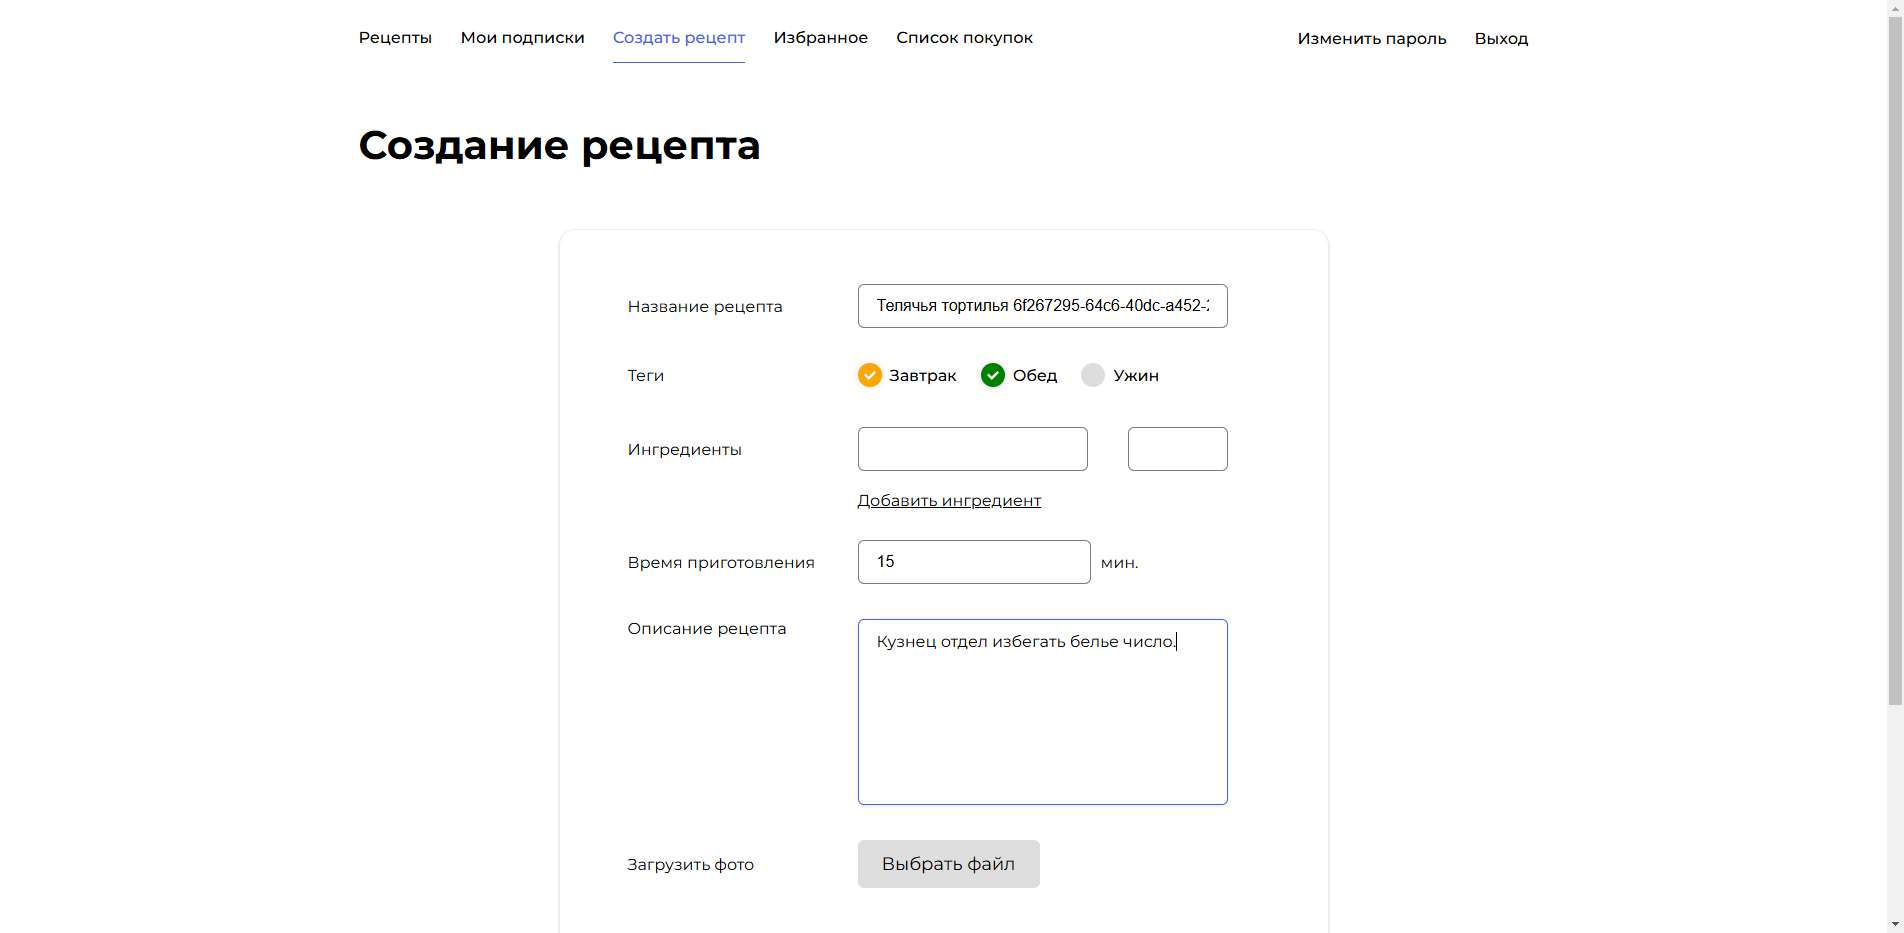 Рецепты Мои подписки Создать рецепт Избранное Список покупок Изменить пароль Выход
Создание рецепта
Название рецепта Телячья тортилья 6f267295-64c6-40dc-a452-
Теги Завтрак Обед Ужин
Ингредиенты
Добавить ингредиент
Время приготовления 15 мин.
Описание рецепта Кузнец отдел избегать белье число.
Загрузить фото Выбрать файл